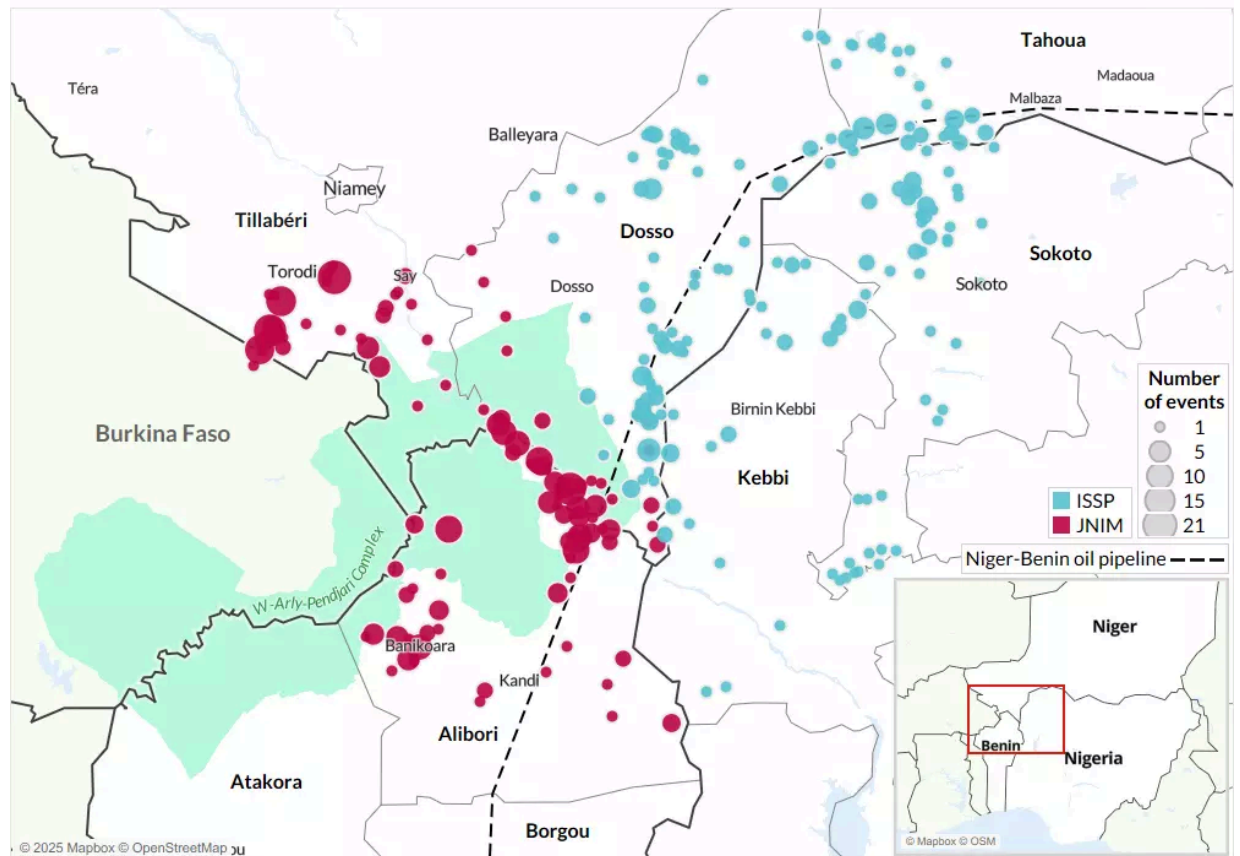 Tahoua
Madaoua
Téra
Malbaza
Balleyara
Niamey
Tillabéri
Dosso
Sokoto
Torodi
Say
Dosso
Sokoto
Number
of events
1
5
10
15
21
Birnin Kebbi
Burkina Faso
Kebbi
ISSP
JNIM
Niger-Benin oil pipeline
W-Arly-Pendjari Complex
Niger
Banikoara
Kandi
Alibori
Benin
Nigeria
Atakora
Borgou
© Mapbox © OSM
© 2025 Mapbox © OpenStreetMap